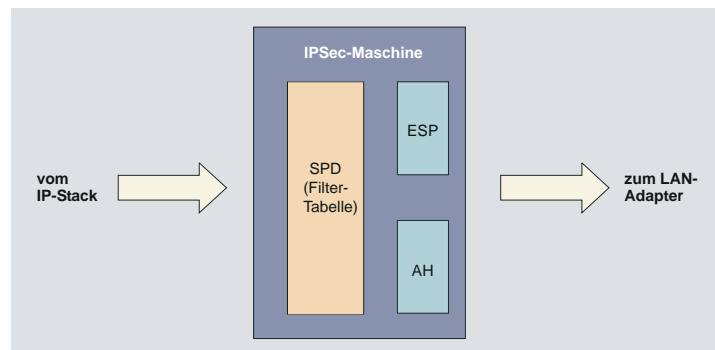 IPSec-Maschine
vom
IP-Stack
SPD
(Filter-
Tabelle)
ESP
AH
zum LAN-
Adapter